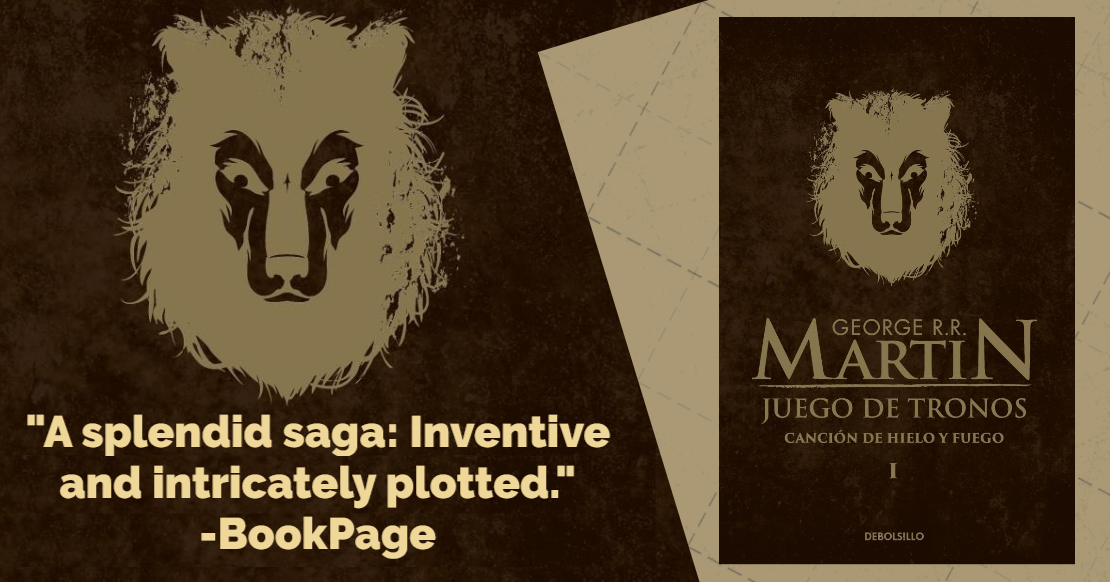 "A splendid saga: Inventive
and intricately plotted."
-BookPage
GEORGE R.R.
MARTIN
JUEGO DE TRONOS
CANCIÓN DE HIELO Y FUEGO
I
DEBOLSILLO